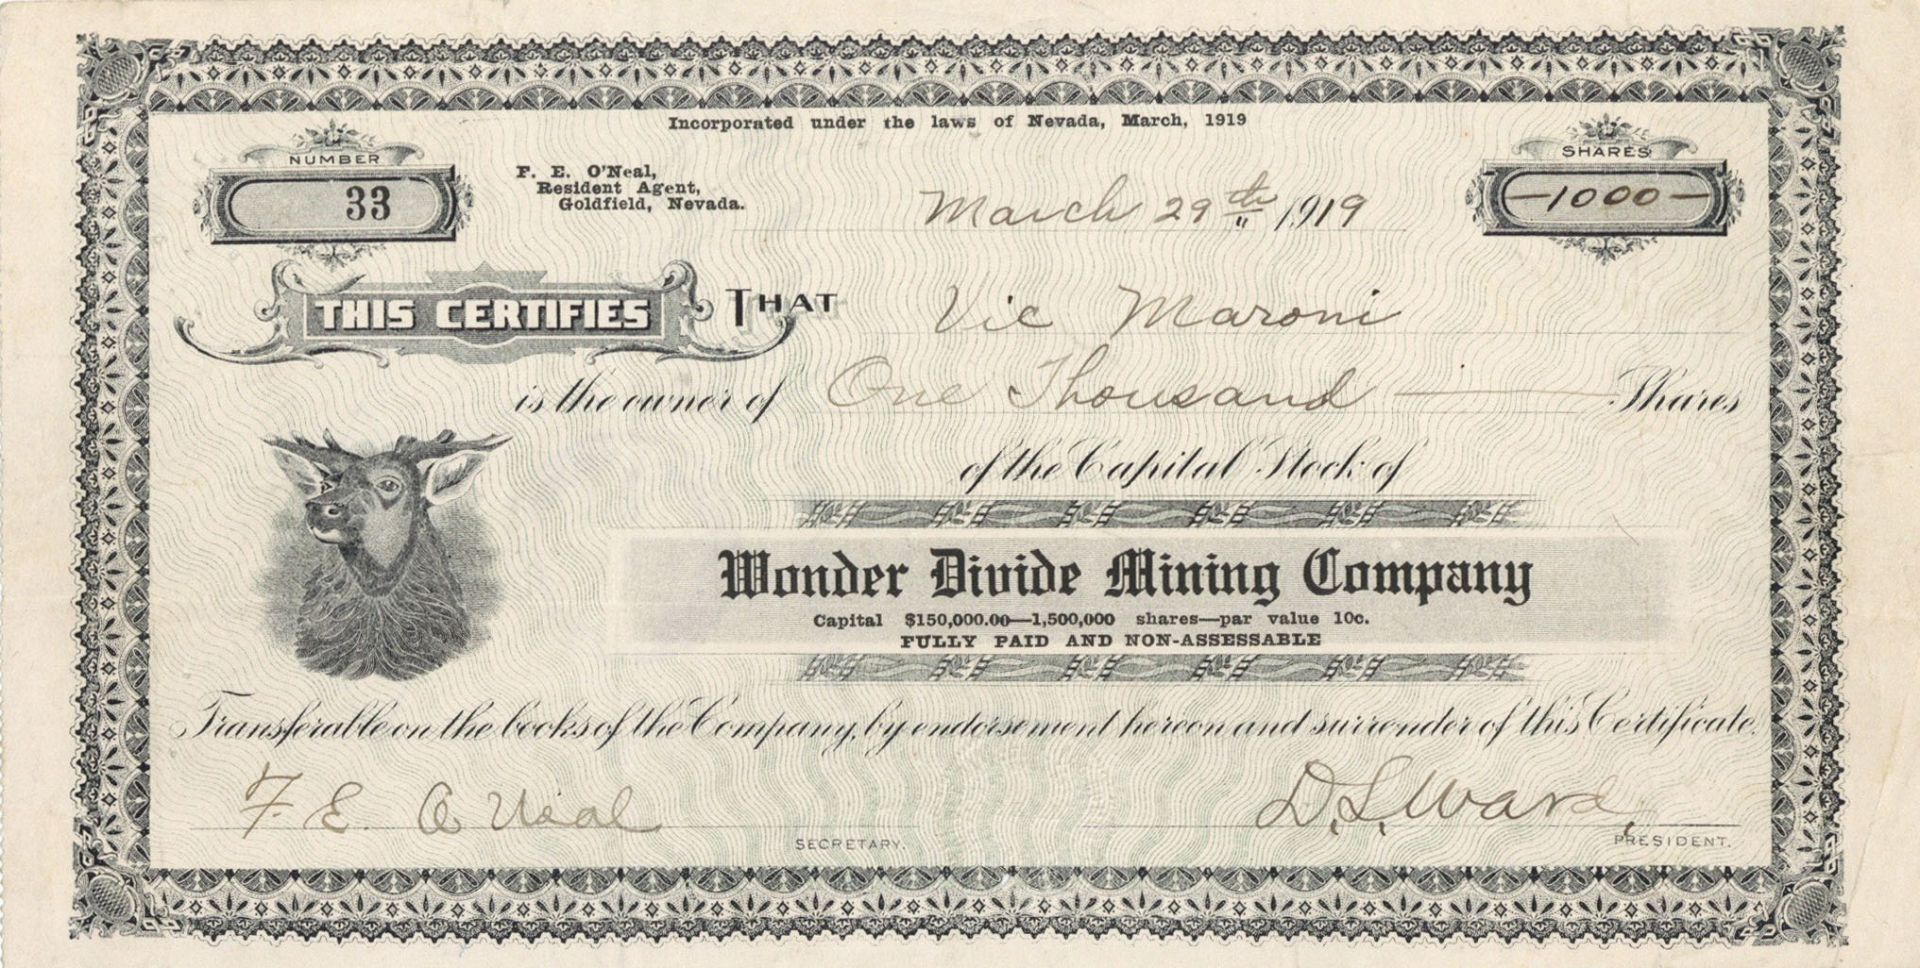 Incorporated under the laws of Nevada, March, 1919
NUMBER
33
F. E. O'Neal,
Resident Agent,
Goldfield, Nevada.
March 29th 1919
SHARES
—1000—
THIS CERTIFIES THAT Vic Maroni
is the owner of One Thousand — Shares
of the Capital Stock of
Wonder Divide Mining Company
Capital $150,000.00—1,500,000 shares—par value 10c.
FULLY PAID AND NON-ASSESSABLE
Transferable on the books of the Company, by endorsement hereon and surrender of this Certificate.
F. E. O'Neal
SECRETARY.
D. S. Ward,
PRESIDENT.